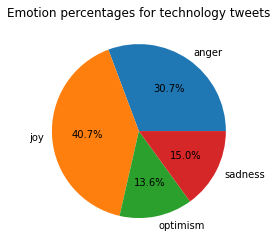 Emotion percentages for technology tweets
anger
30.7%
joy
40.7%
15.0%
sadness
13.6%
optimism